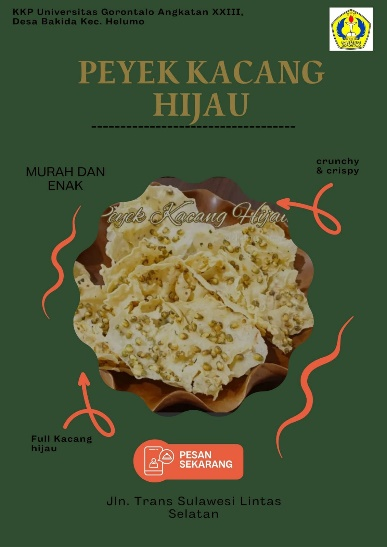 KKP Universitas Gorontalo Angkatan XXIII,
Desa Bakida Kec. Helumo
PEYEK KACANG
HIJAU
MURAH DAN
ENAK
crunchy
& crispy
Peyek Kacang Hijau.
Full Kacang
hijau
PESAN
SEKARANG
Jln. Trans Sulawesi Lintas
Selatan